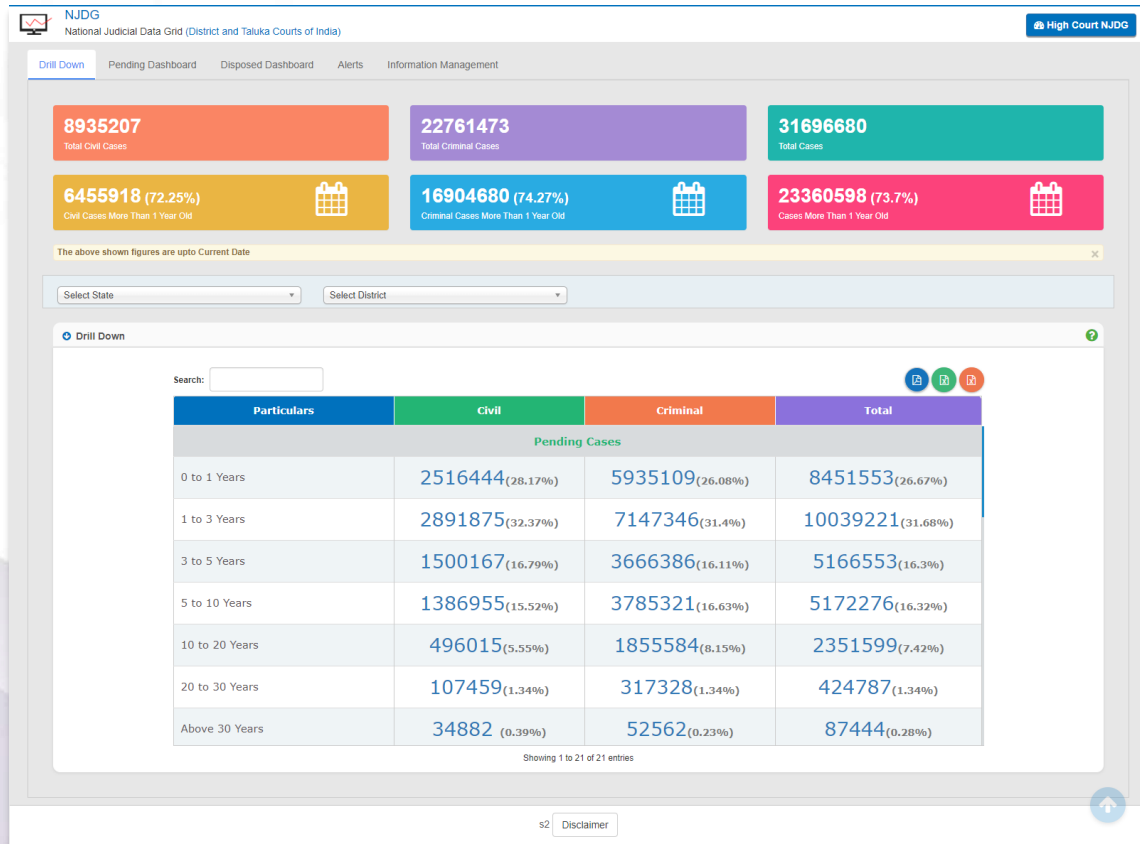 NJDG
National Judicial Data Grid (District and Taluka Courts of India)
High Court NJDG
Drill Down Pending Dashboard Disposed Dashboard Alerts Information Management
8935207
Total Civil Cases
22761473
Total Criminal Cases
31696680
Total Cases
6455918 (72.25%)
Civil Cases More Than 1 Year Old
16904680 (74.27%)
Criminal Cases More Than 1 Year Old
23360598 (73.7%)
Cases More Than 1 Year Old
The above shown figures are upto Current Date x
Select State Select District
Drill Down ?
Search:
Particulars Civil Criminal Total
Pending Cases
0 to 1 Years 2516444(28.17%) 5935109(26.08%) 8451553(26.67%)
1 to 3 Years 2891875(32.37%) 7147346(31.4%) 10039221(31.68%)
3 to 5 Years 1500167(16.79%) 3666386(16.11%) 5166553(16.3%)
5 to 10 Years 1386955(15.52%) 3785321(16.63%) 5172276(16.32%)
10 to 20 Years 496015(5.55%) 1855584(8.15%) 2351599(7.42%)
20 to 30 Years 107459(1.34%) 317328(1.34%) 424787(1.34%)
Above 30 Years 34882 (0.39%) 52562(0.23%) 87444(0.28%)
Showing 1 to 21 of 21 entries
s2 Disclaimer